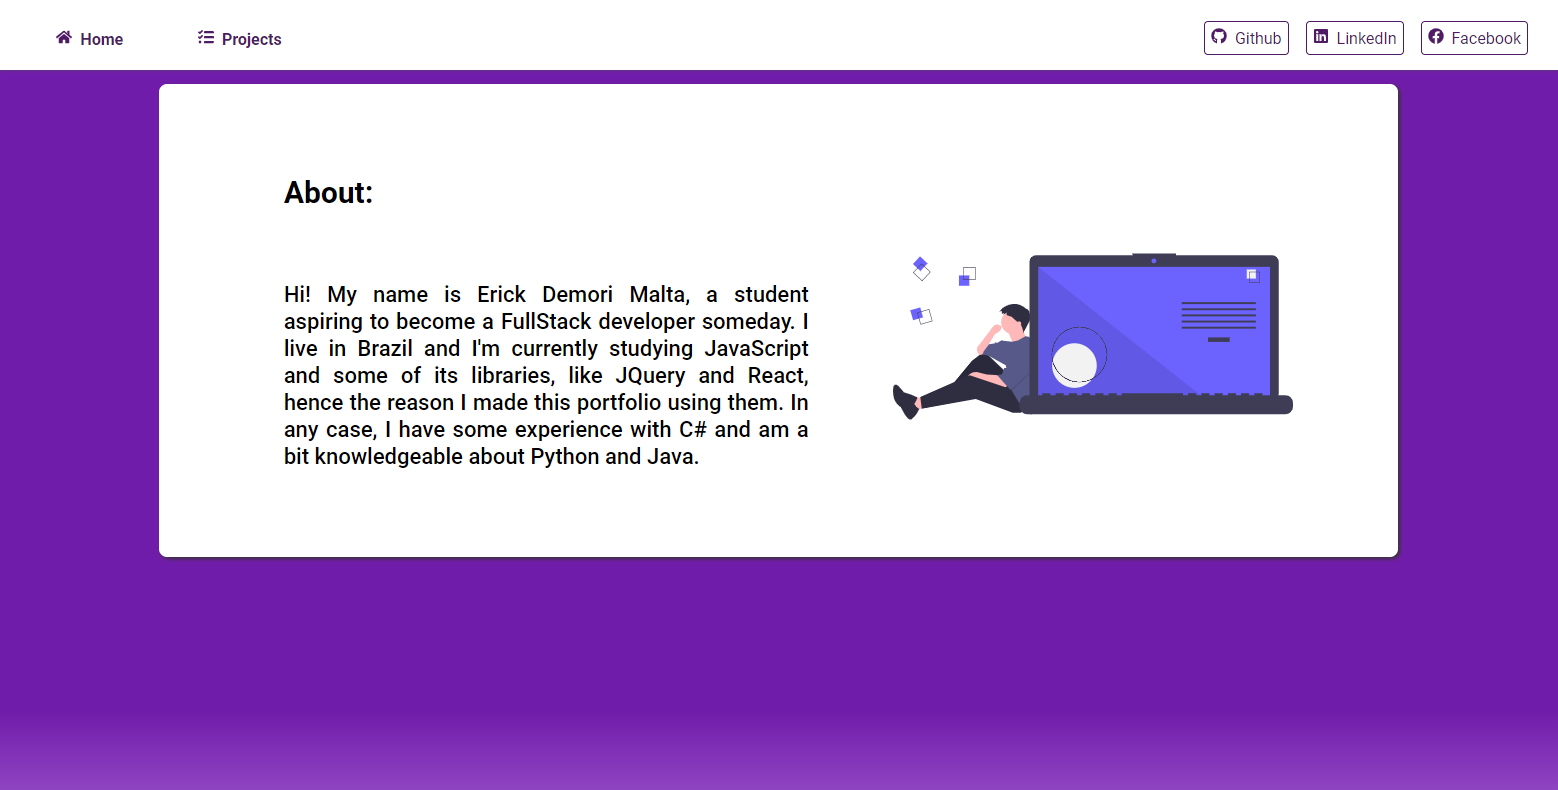 Home
Projects
Github
LinkedIn
Facebook
About:
Hi! My name is Erick Demori Malta, a student
aspiring to become a FullStack developer someday. I
live in Brazil and I'm currently studying JavaScript
and some of its libraries, like JQuery and React,
hence the reason I made this portfolio using them. In
any case, I have some experience with C# and am a
bit knowledgeable about Python and Java.